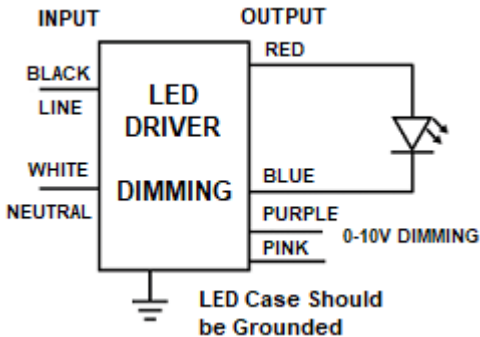 INPUT
OUTPUT
BLACK
LINE
WHITE
NEUTRAL
LED
DRIVER
DIMMING
RED
BLUE
PURPLE
PINK
0-10V DIMMING
LED Case Should
be Grounded